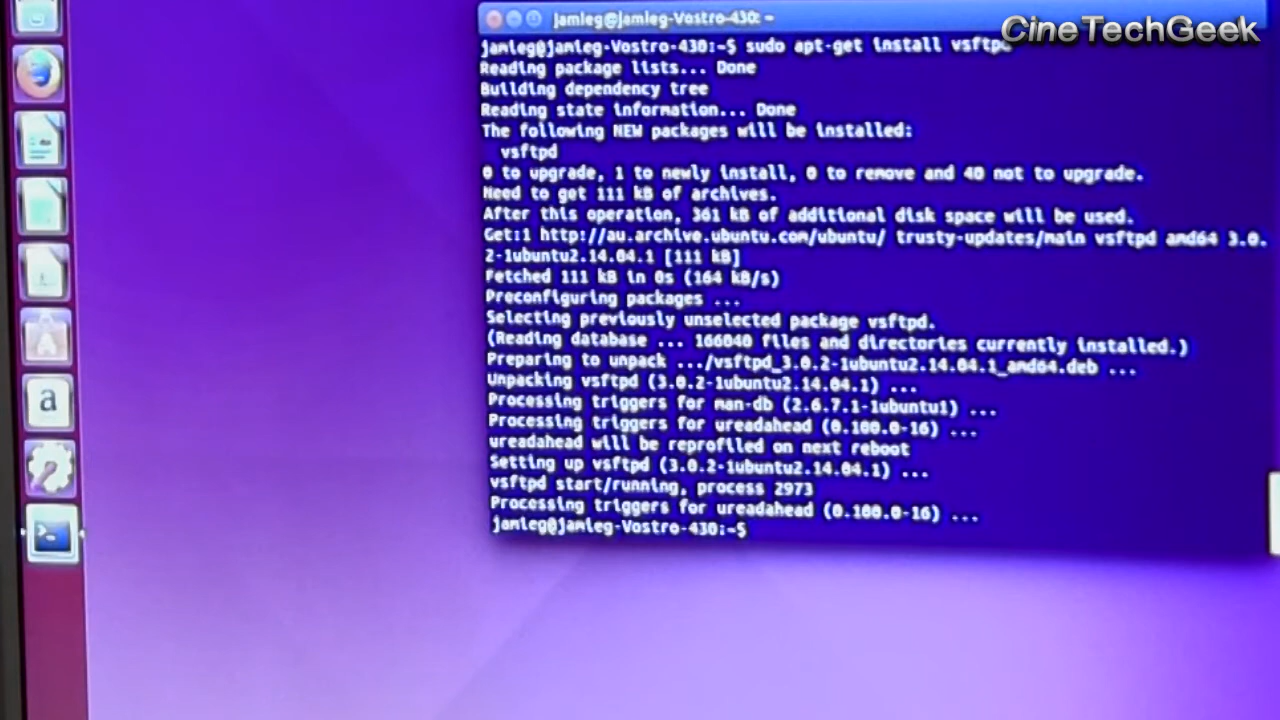 CineTechGeek
jamleg@jamleg-Vostro-430: ~
jamleg@jamleg-Vostro-430:~$ sudo apt-get install vsftpd
Reading package lists... Done
Building dependency tree
Reading state information... Done
The following NEW packages will be installed:
vsftpd
0 to upgrade, 1 to newly install, 0 to remove and 40 not to upgrade.
Need to get 111 kB of archives.
After this operation, 361 kB of additional disk space will be used.
Get:1 http://au.archive.ubuntu.com/ubuntu/ trusty-updates/main vsftpd amd64 3.0.
2-1ubuntu2.14.04.1 [111 kB]
Fetched 111 kB in 0s (164 kB/s)
Preconfiguring packages ...
Selecting previously unselected package vsftpd.
(Reading database ... 166040 files and directories currently installed.)
Preparing to unpack .../vsftpd_3.0.2-1ubuntu2.14.04.1_amd64.deb ...
Unpacking vsftpd (3.0.2-1ubuntu2.14.04.1) ...
Processing triggers for man-db (2.6.7.1-1ubuntu1) ...
Processing triggers for ureadahead (0.100.0-16) ...
ureadahead will be reprofiled on next reboot
Setting up vsftpd (3.0.2-1ubuntu2.14.04.1) ...
vsftpd start/running, process 2973
Processing triggers for ureadahead (0.100.0-16) ...
jamleg@jamleg-Vostro-430:~$
a